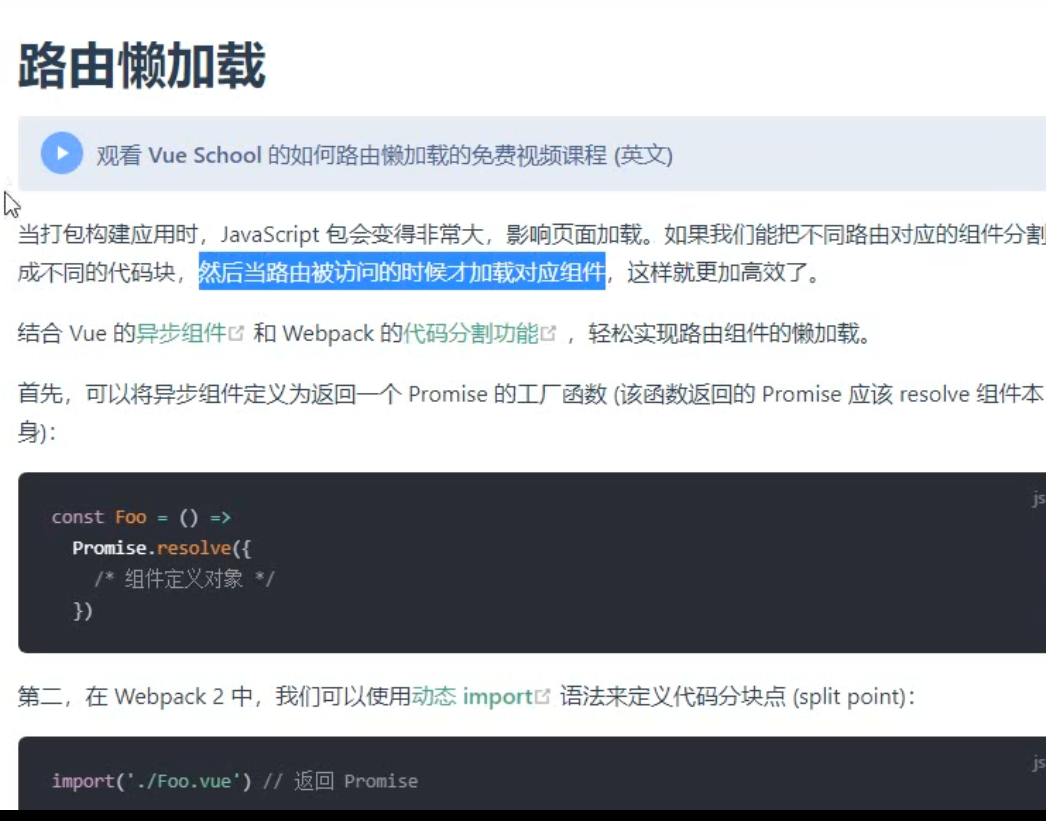 路由懒加载
观看 Vue School 的如何路由懒加载的免费视频课程 (英文)
当打包构建应用时，JavaScript 包会变得非常大，影响页面加载。如果我们能把不同路由对应的组件分割
成不同的代码块，然后当路由被访问的时候才加载对应组件，这样就更加高效了。
结合 Vue 的异步组件 和 Webpack 的代码分割功能 ，轻松实现路由组件的懒加载。
首先，可以将异步组件定义为返回一个 Promise 的工厂函数 (该函数返回的 Promise 应该 resolve 组件本
身)：
js
const Foo = () =>
  Promise.resolve({
    /* 组件定义对象 */
  })
第二，在 Webpack 2 中，我们可以使用动态 import 语法来定义代码分块点 (split point)：
js
import('./Foo.vue') // 返回 Promise